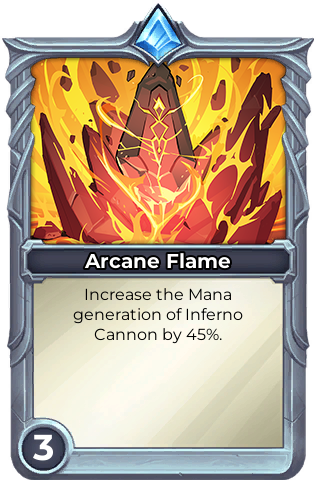 Arcane Flame
Increase the Mana
generation of Inferno
Cannon by 45%.
3